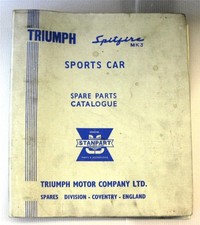 TRIUMPH Spitfire MK3
SPORTS CAR
SPARE PARTS
CATALOGUE
STANPART
TRIUMPH MOTOR COMPANY LTD.
SPARES DIVISION - COVENTRY - ENGLAND